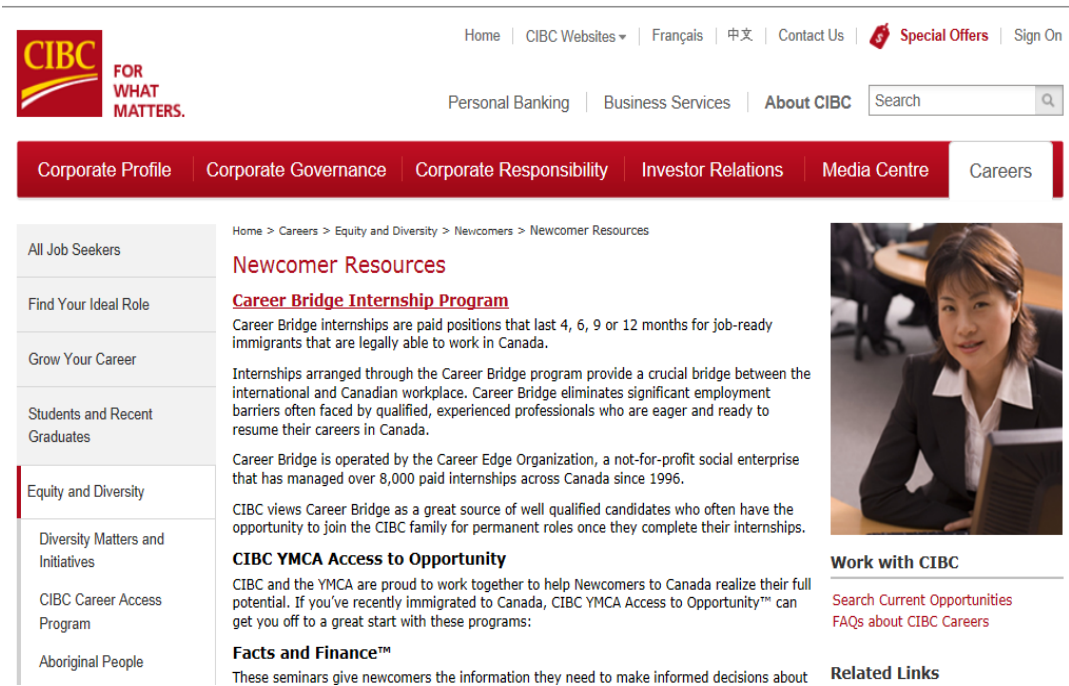 Home | CIBC Websites | Français | 中文 | Contact Us | Special Offers | Sign On
CIBC
FOR
WHAT
MATTERS.
Personal Banking | Business Services | About CIBC Search
Corporate Profile | Corporate Governance | Corporate Responsibility | Investor Relations | Media Centre Careers
All Job Seekers
Find Your Ideal Role
Grow Your Career
Students and Recent
Graduates
Equity and Diversity
Diversity Matters and
Initiatives
CIBC Career Access
Program
Aboriginal People
Home > Careers > Equity and Diversity > Newcomers > Newcomer Resources
Newcomer Resources
Career Bridge Internship Program
Career Bridge internships are paid positions that last 4, 6, 9 or 12 months for job-ready
immigrants that are legally able to work in Canada.
Internships arranged through the Career Bridge program provide a crucial bridge between the
international and Canadian workplace. Career Bridge eliminates significant employment
barriers often faced by qualified, experienced professionals who are eager and ready to
resume their careers in Canada.
Career Bridge is operated by the Career Edge Organization, a not-for-profit social enterprise
that has managed over 8,000 paid internships across Canada since 1996.
CIBC views Career Bridge as a great source of well qualified candidates who often have the
opportunity to join the CIBC family for permanent roles once they complete their internships.
CIBC YMCA Access to Opportunity
CIBC and the YMCA are proud to work together to help Newcomers to Canada realize their full
potential. If you've recently immigrated to Canada, CIBC YMCA Access to Opportunity™ can
get you off to a great start with these programs:
Facts and Finance™
These seminars give newcomers the information they need to make informed decisions about
Work with CIBC
Search Current Opportunities
FAQs about CIBC Careers
Related Links